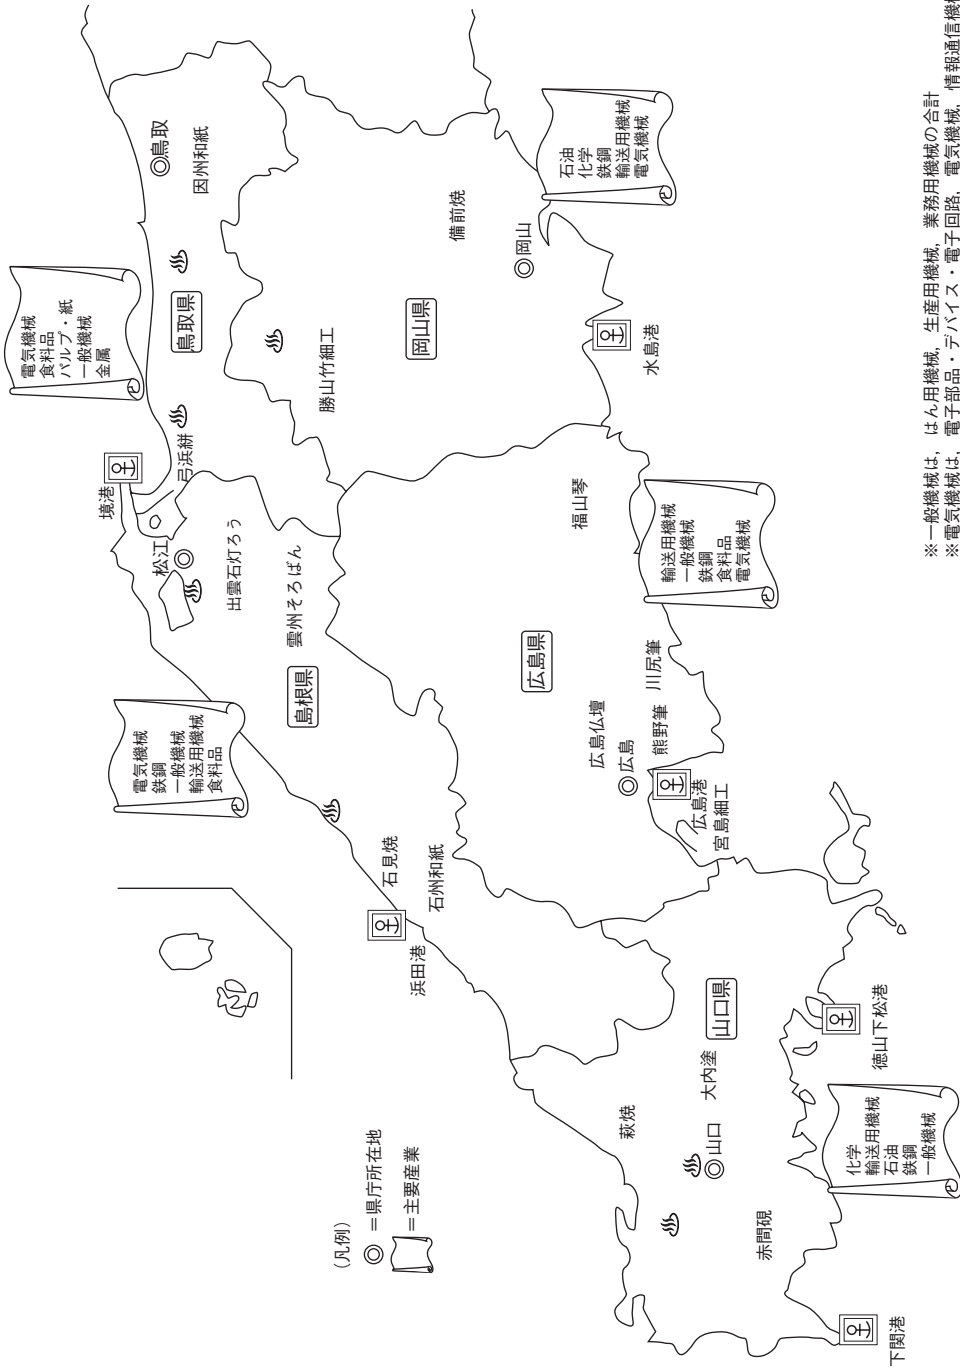 (凡例)
=県庁所在地
=主要産業
電気機械
食料品
パルプ・紙
一般機械
金属
境港
弓浜絣
鳥取県
鳥取
因州和紙
松江
出雲石灯ろう
雲州そろばん
島根県
電気機械
鉄鋼
一般機械
輸送用機械
食料品
石見焼
石州和紙
浜田港
勝山竹細工
岡山県
備前焼
岡山
水島港
石油
化学
鉄鋼
輸送用機械
電気機械
広島県
福山琴
川尻筆
熊野筆
広島仏壇
広島
広島港
宮島細工
輸送用機械
一般機械
鉄鋼
食料品
電気機械
山口県
萩焼
大内塗
山口
赤間硯
徳山下松港
下関港
化学
輸送用機械
石油
鉄鋼
一般機械
※一般機械は,はん用機械,生産用機械,業務用機械の合計
※電気機械は,電子部品・デバイス・電子回路,電気機械,情報通信機